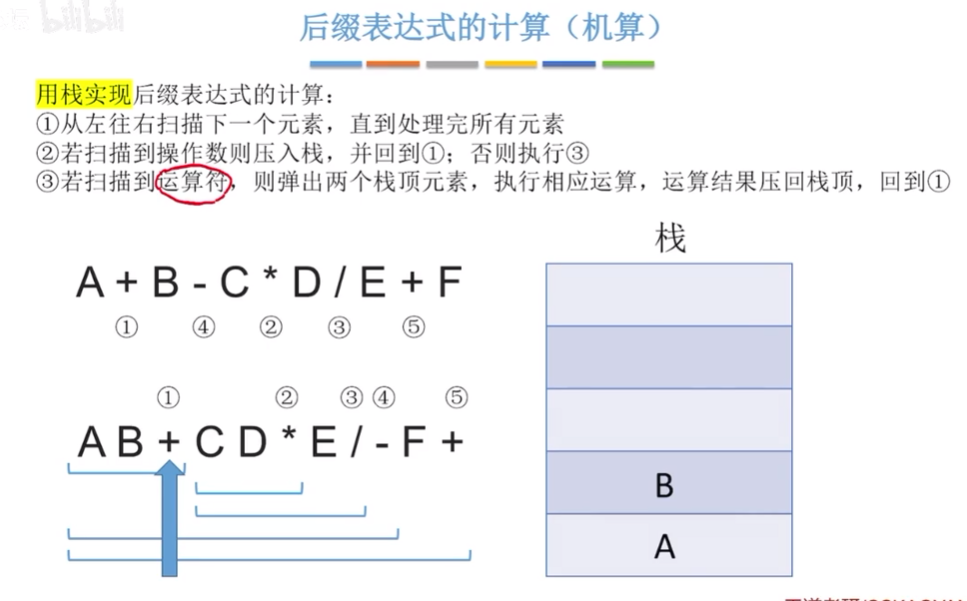 bilibili
后缀表达式的计算（机算）
用栈实现后缀表达式的计算：
①从左往右扫描下一个元素，直到处理完所有元素
②若扫描到操作数则压入栈，并回到①；否则执行③
③若扫描到运算符，则弹出两个栈顶元素，执行相应运算，运算结果压回栈顶，回到①
栈
A + B - C * D / E + F
① ④ ② ③ ⑤
① ② ③ ④ ⑤
A B + C D * E / - F +
B
A